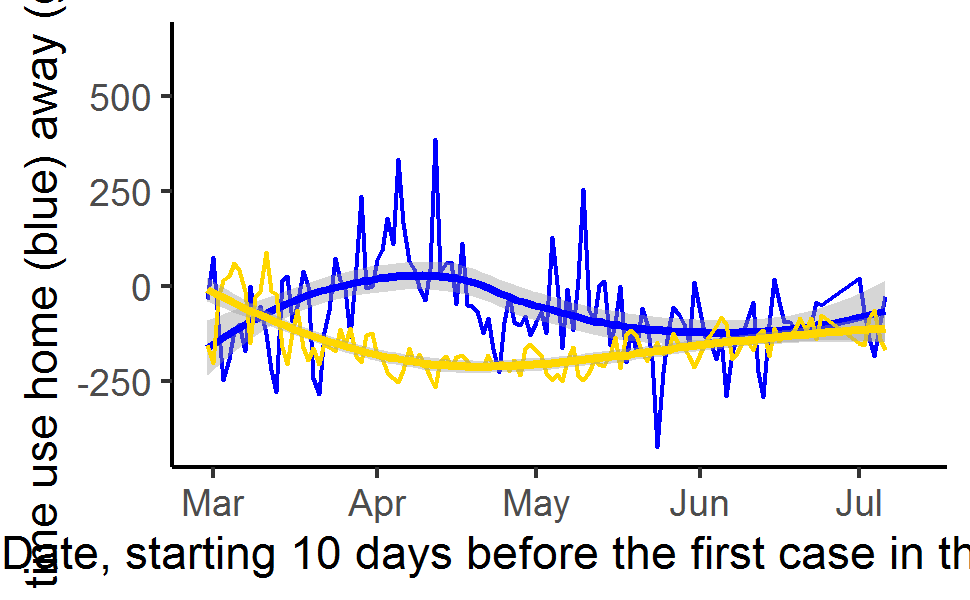 time use home (blue) away (
500
250
0
-250
Mar Apr May Jun Jul
Date, starting 10 days before the first case in th